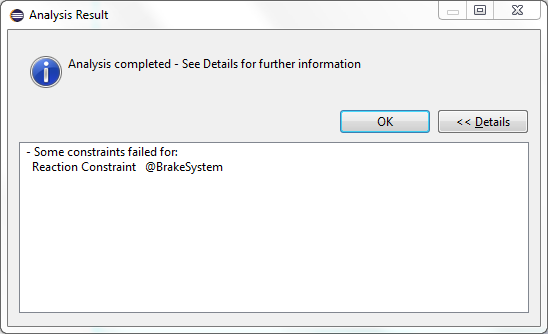 Analysis Result
Analysis completed - See Details for further information
OK
<< Details
- Some constraints failed for:
Reaction Constraint @BrakeSystem